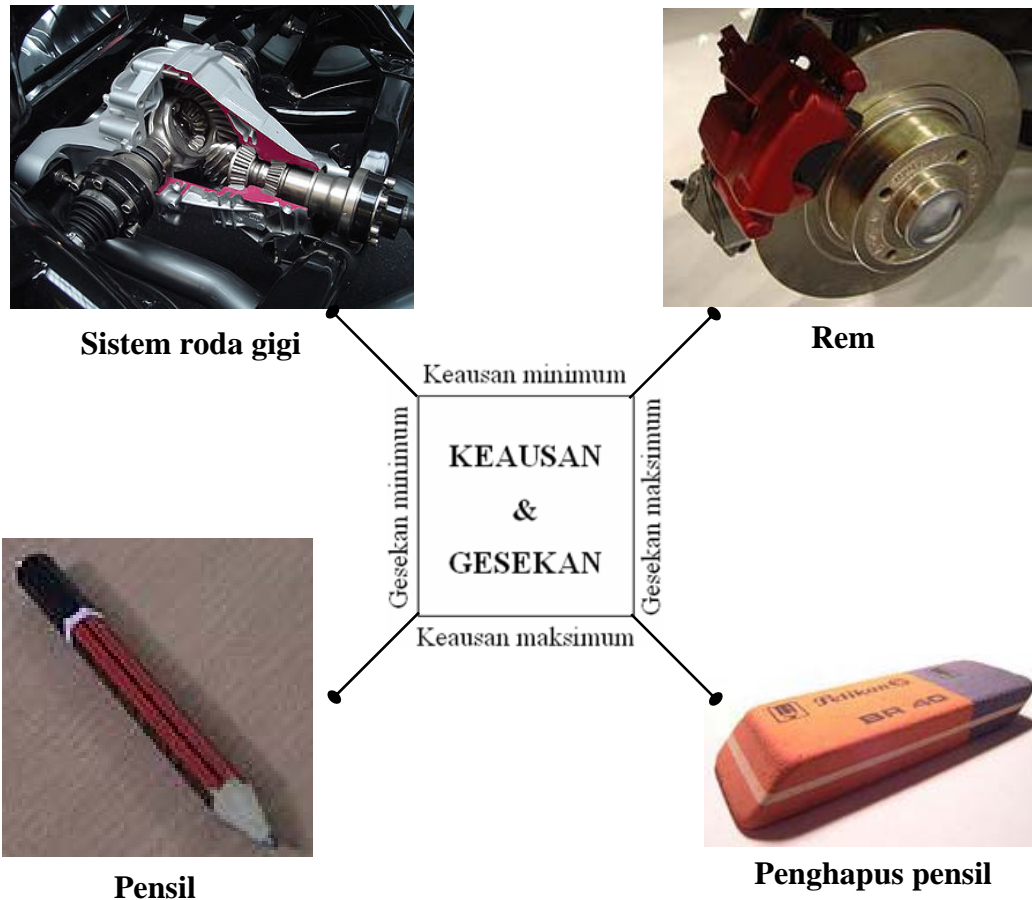 Sistem roda gigi
Rem
Keausan minimum
Gesekan minimum
KEAUSAN
&
GESEKAN
Gesekan maksimum
Keausan maksimum
Pelikan
BR 40
Pensil
Penghapus pensil